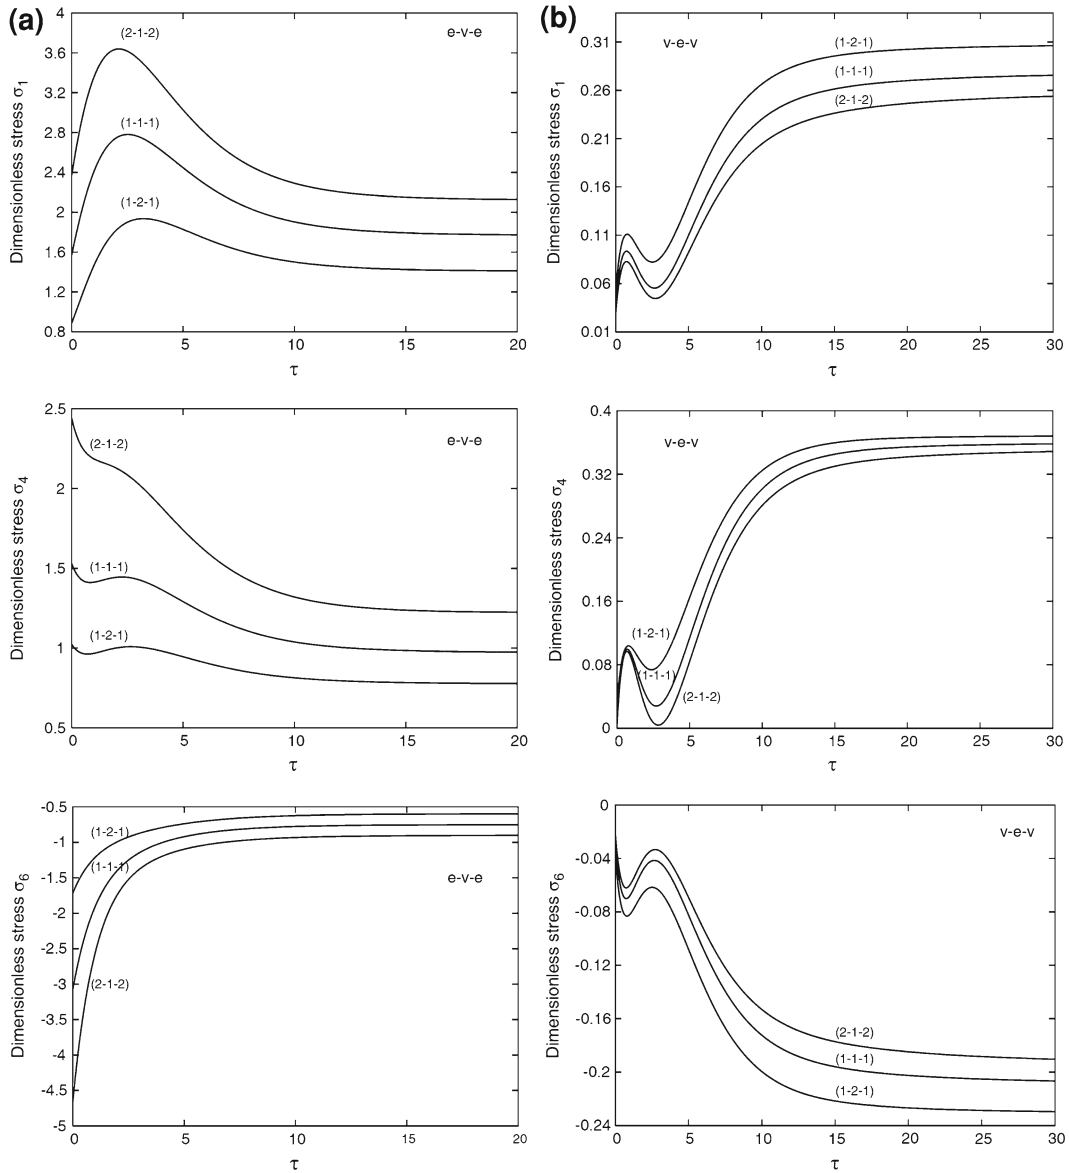 (a)
Dimensionless stress σ1
4
3.6
3.2
2.8
2.4
2
1.6
1.2
0.8
(2-1-2)
e-v-e
(1-1-1)
(1-2-1)
0 5 10 15 20
τ
(b)
Dimensionless stress σ1
0.31
0.26
0.21
0.16
0.11
0.06
0.01
v-e-v
(1-2-1)
(1-1-1)
(2-1-2)
0 5 10 15 20 25 30
τ
Dimensionless stress σ4
2.5
2
1.5
1
0.5
(2-1-2)
e-v-e
(1-1-1)
(1-2-1)
0 5 10 15 20
τ
Dimensionless stress σ4
0.4
0.32
0.24
0.16
0.08
0
v-e-v
(1-2-1)
(1-1-1)
(2-1-2)
0 5 10 15 20 25 30
τ
Dimensionless stress σ6
-0.5
-1
-1.5
-2
-2.5
-3
-3.5
-4
-4.5
-5
(1-2-1)
(1-1-1)
e-v-e
(2-1-2)
0 5 10 15 20
τ
Dimensionless stress σ6
0
-0.04
-0.08
-0.12
-0.16
-0.2
-0.24
v-e-v
(2-1-2)
(1-1-1)
(1-2-1)
0 5 10 15 20 25 30
τ